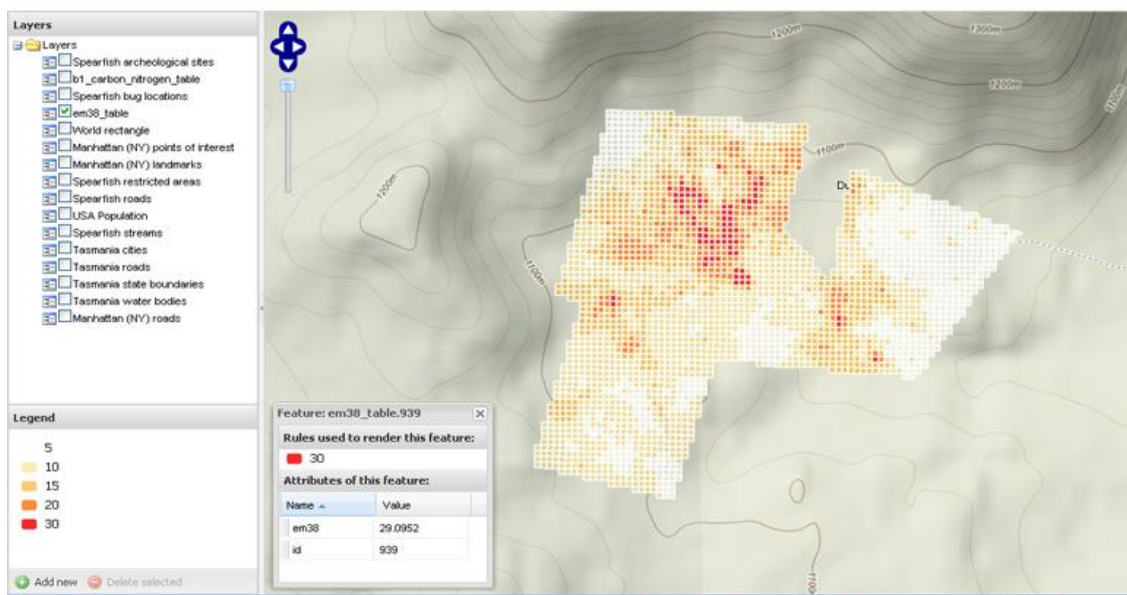 Layers
Layers
Spearfish archeological sites
b1_carbon_nitrogen_table
Spearfish bug locations
em38_table
World rectangle
Manhattan (NY) points of interest
Manhattan (NY) landmarks
Spearfish restricted areas
Spearfish roads
USA Population
Spearfish streams
Tasmania cities
Tasmania roads
Tasmania state boundaries
Tasmania water bodies
Manhattan (NY) roads
Legend
5
10
15
20
30
Add new
Delete selected
1200m
1300m
1100m
1100m
1200m
1100m
Feature: em38_table.939
Rules used to render this feature:
30
Attributes of this feature:
Name Value
em38 29.0952
id 939